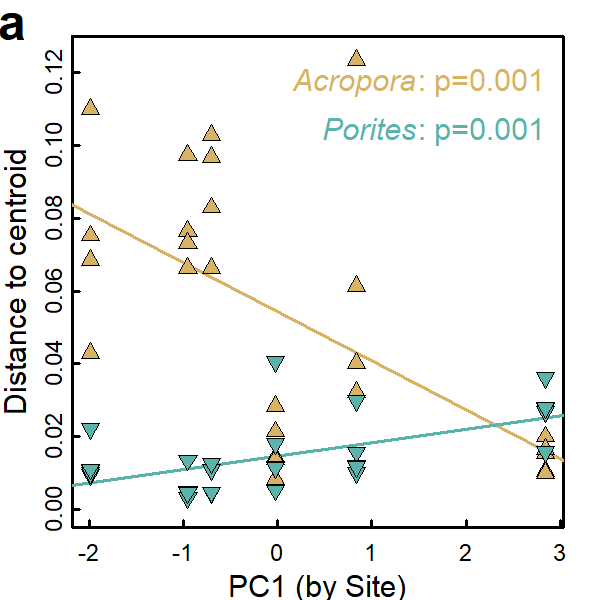 a
Acropora: p=0.001
Porites: p=0.001
Distance to centroid
0.12
0.10
0.08
0.06
0.04
0.02
0.00
-2 -1 0 1 2 3
PC1 (by Site)